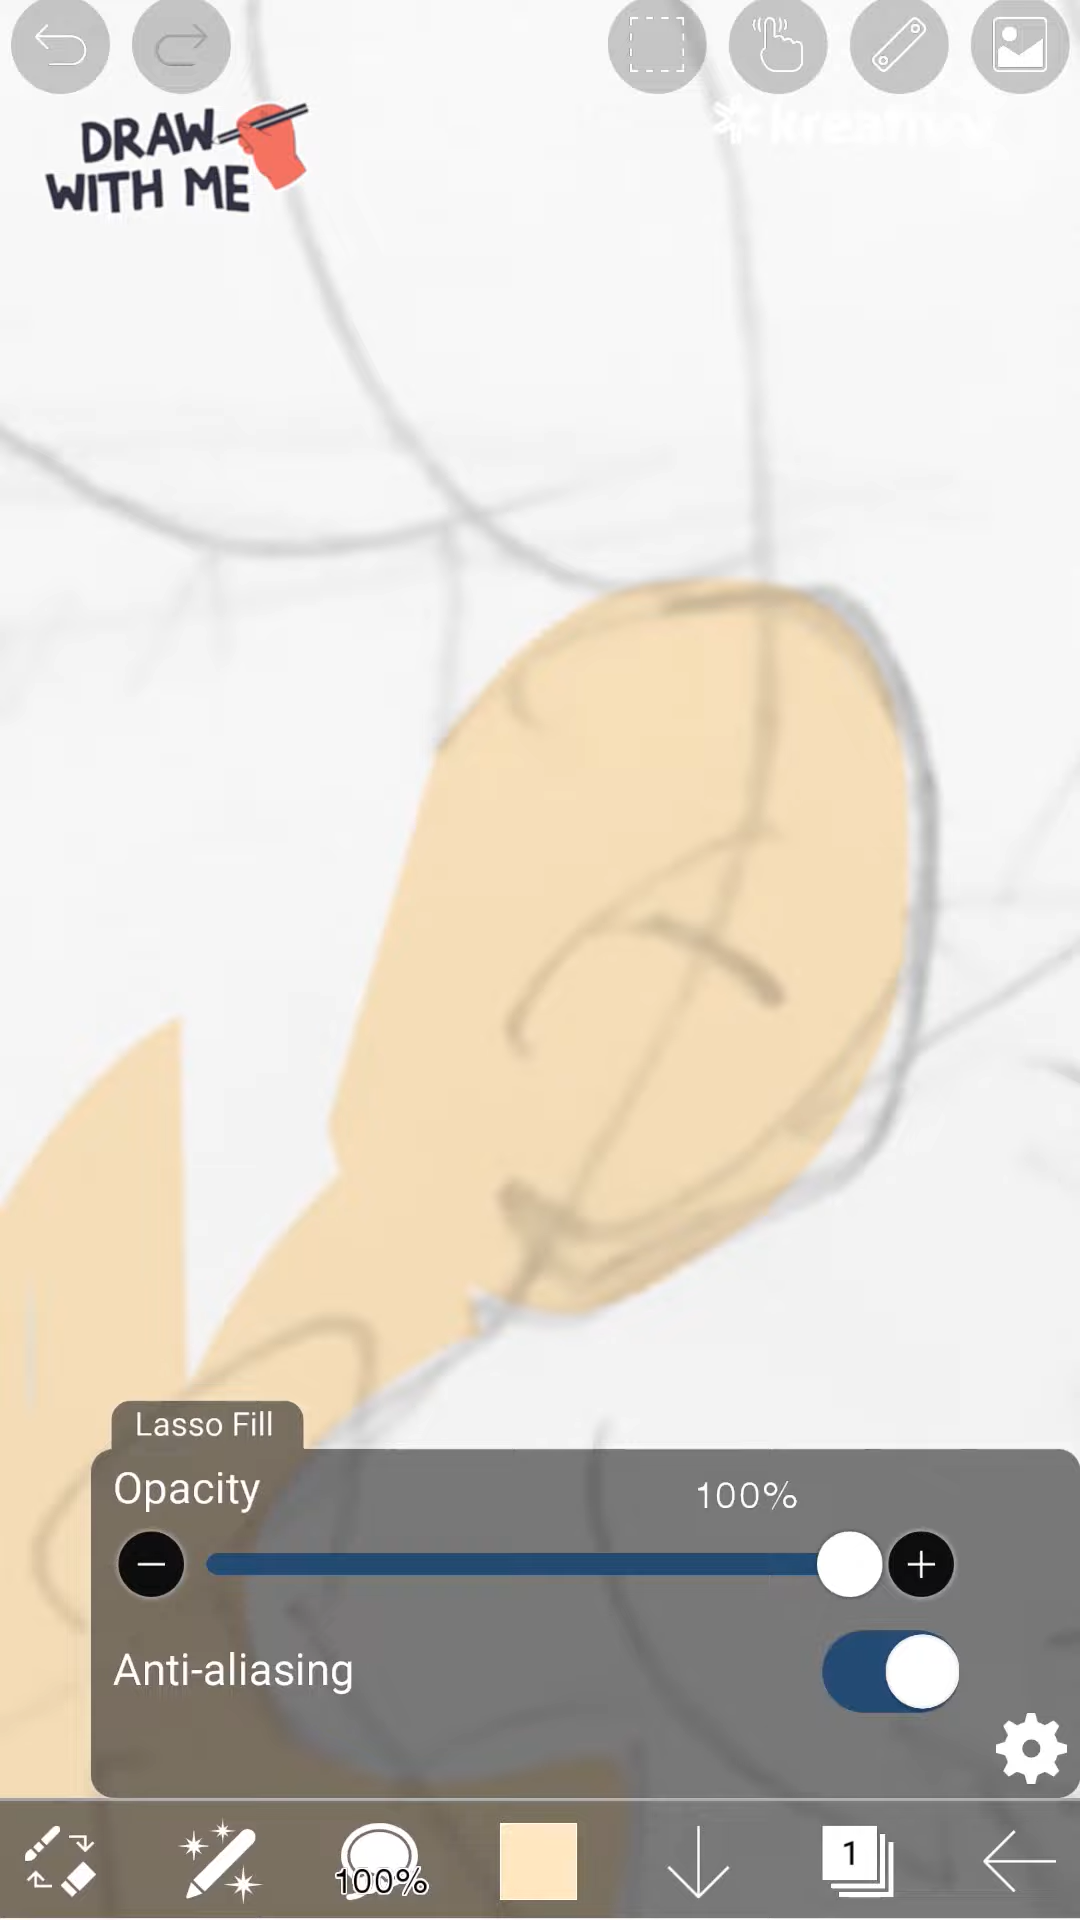 DRAW
WITH ME
Lasso Fill
Opacity
100%
Anti-aliasing
100%
1